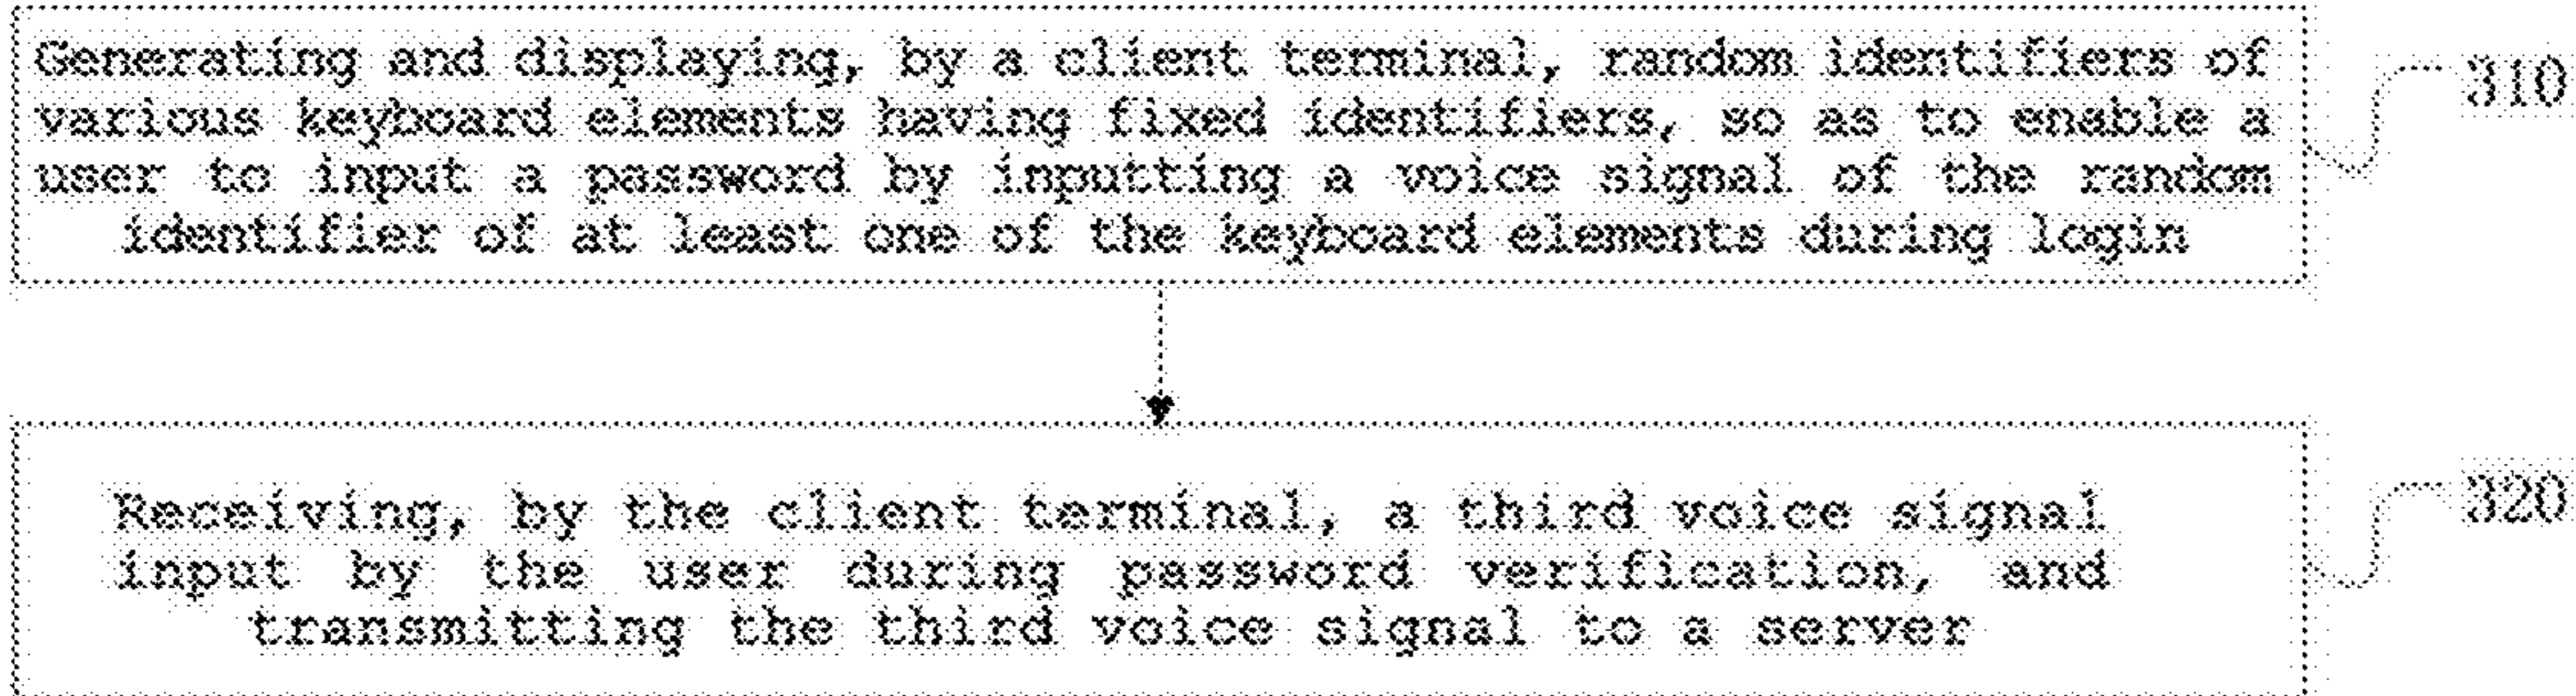 Generating and displaying, by a client terminal, random identifiers of
various keyboard elements having fixed identifiers, so as to enable a
user to input a password by inputting a voice signal of the random
identifier of at least one of the keyboard elements during login
310
Receiving, by the client terminal, a third voice signal
input by the user during password verification, and
transmitting the third voice signal to a server
320